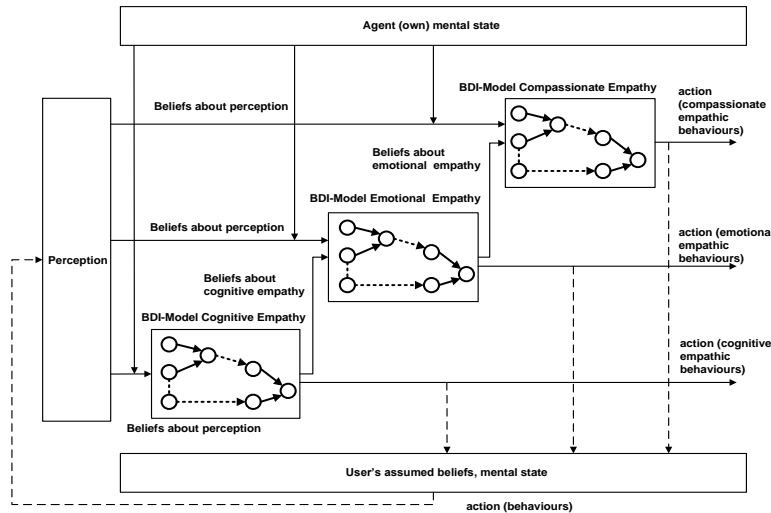 Agent (own) mental state
BDI-Model Compassionate Empathy
action
(compassionate
empathic
behaviours)
Beliefs about perception
Beliefs about
emotional empathy
BDI-Model Emotional Empathy
Beliefs about perception
action (emotiona
empathic
behaviours)
Perception
Beliefs about
cognitive empathy
BDI-Model Cognitive Empathy
action (cognitive
empathic
behaviours)
Beliefs about perception
User's assumed beliefs, mental state
action (behaviours)